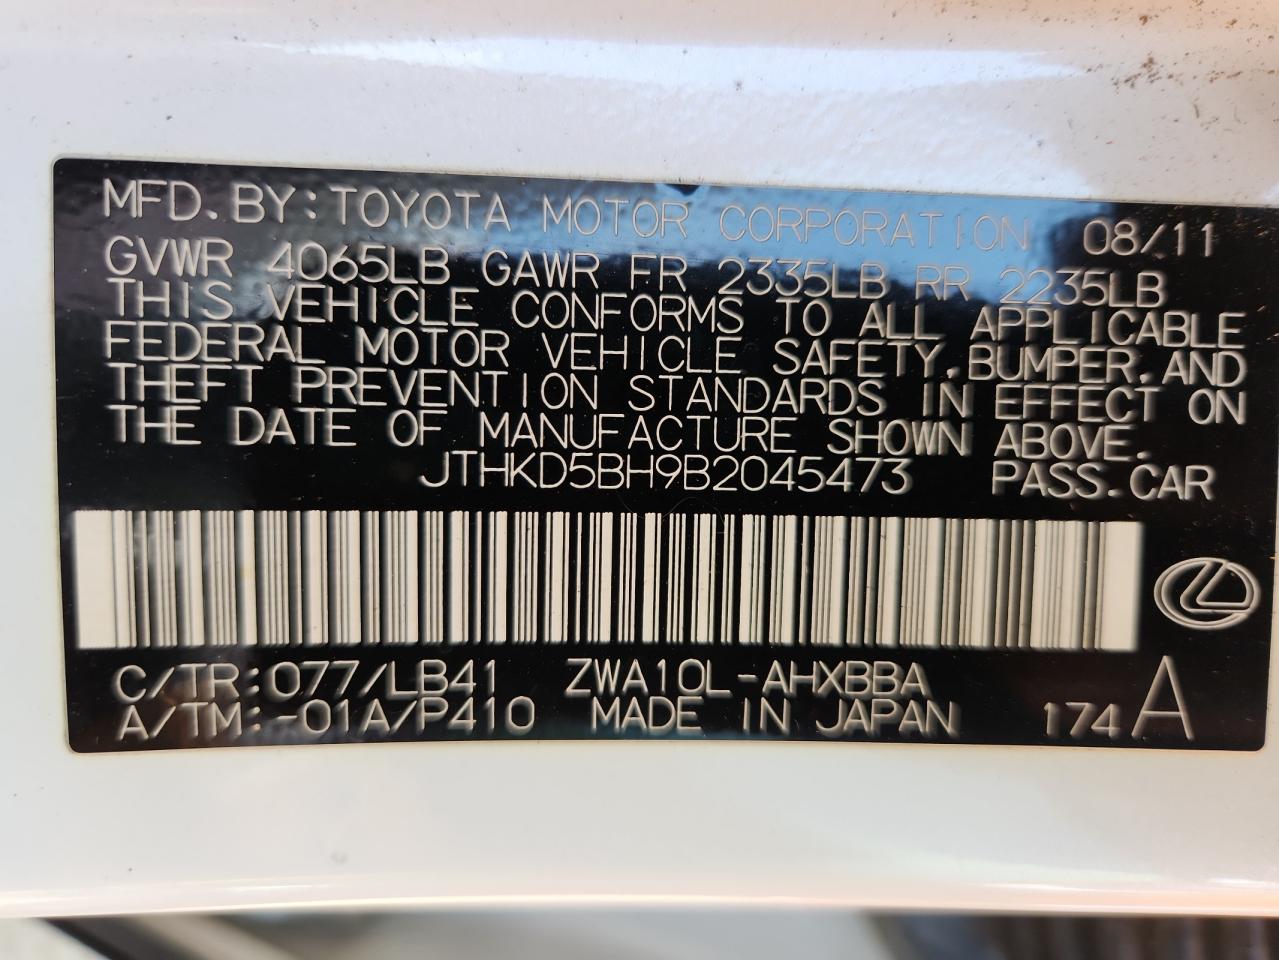 MFD. BY: TOYOTA MOTOR CORPORATION 08/11
GVWR 4065LB GAWR FR 2335LB RR 2235LB
THIS VEHICLE CONFORMS TO ALL APPLICABLE
FEDERAL MOTOR VEHICLE SAFETY, BUMPER, AND
THEFT PREVENTION STANDARDS IN EFFECT ON
THE DATE OF MANUFACTURE SHOWN ABOVE.
JTHKD5BH9B2045473 PASS. CAR
C/TR: 077/LB41 ZWA10L-AHXBBA
A/TM: -01A/P410 MADE IN JAPAN 174 A